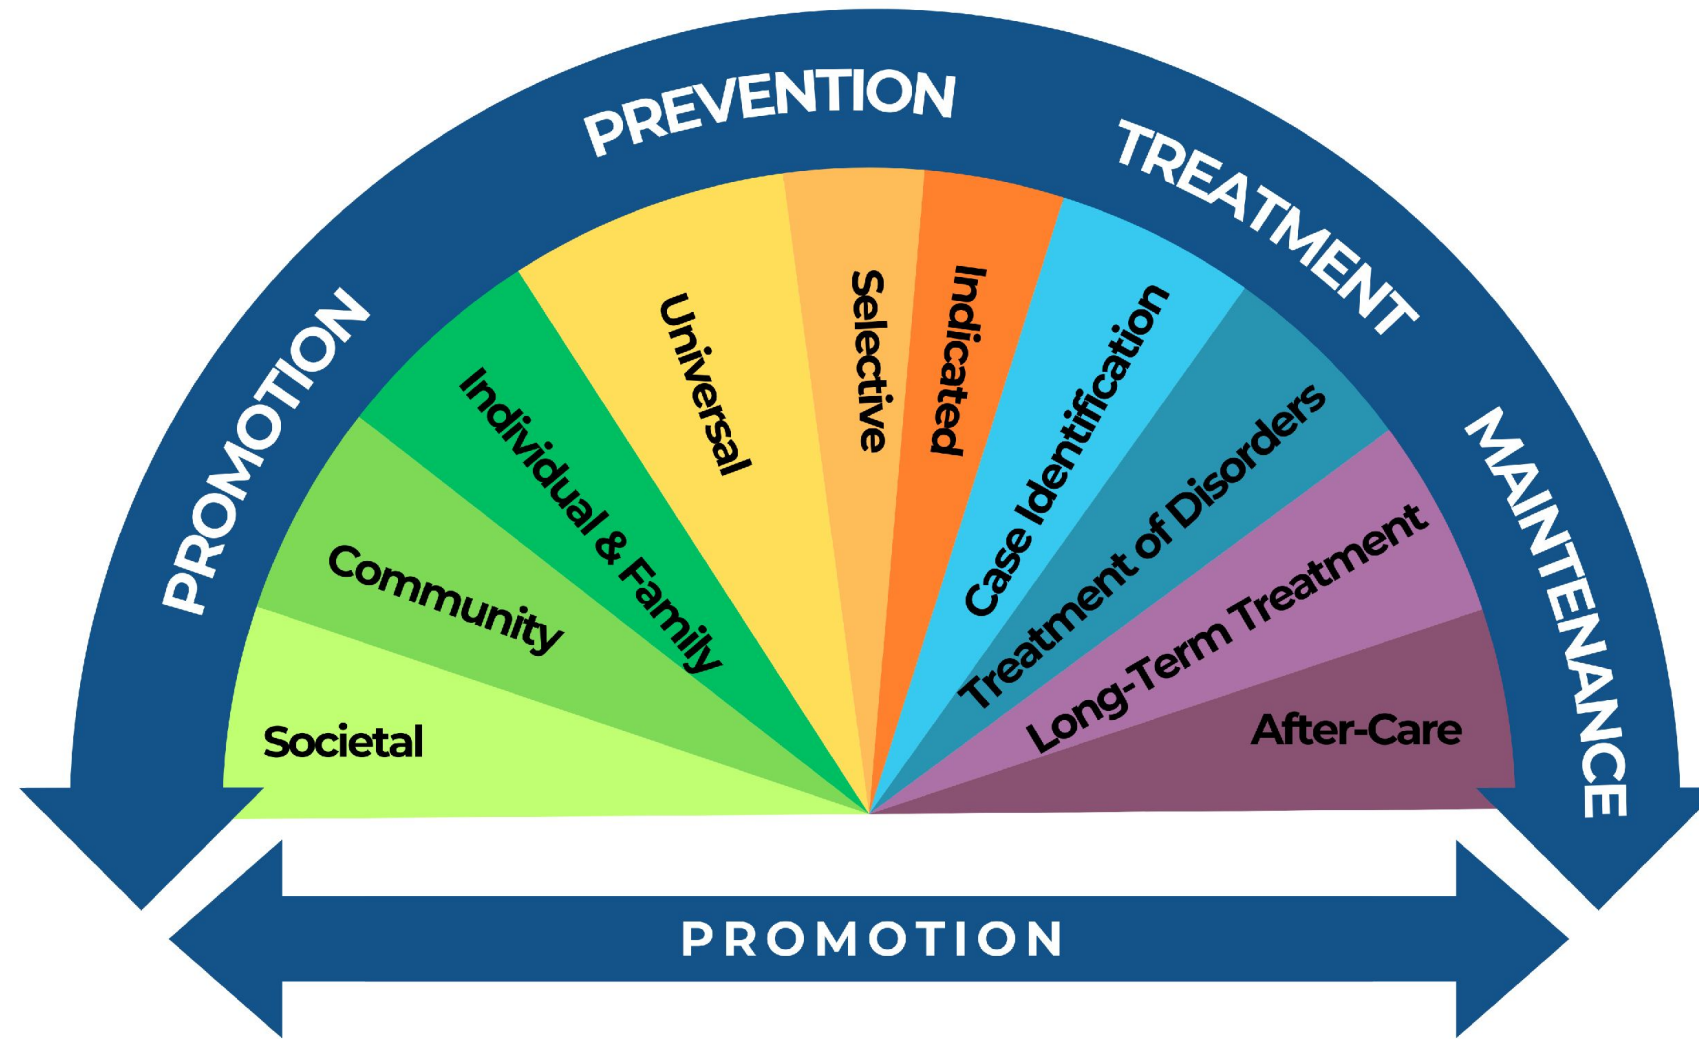 PROMOTION
PREVENTION
TREATMENT
MAINTENANCE
Societal
Community
Individual & Family
Universal
Selective
Indicated
Case Identification
Treatment of Disorders
Long-Term Treatment
After-Care
PROMOTION